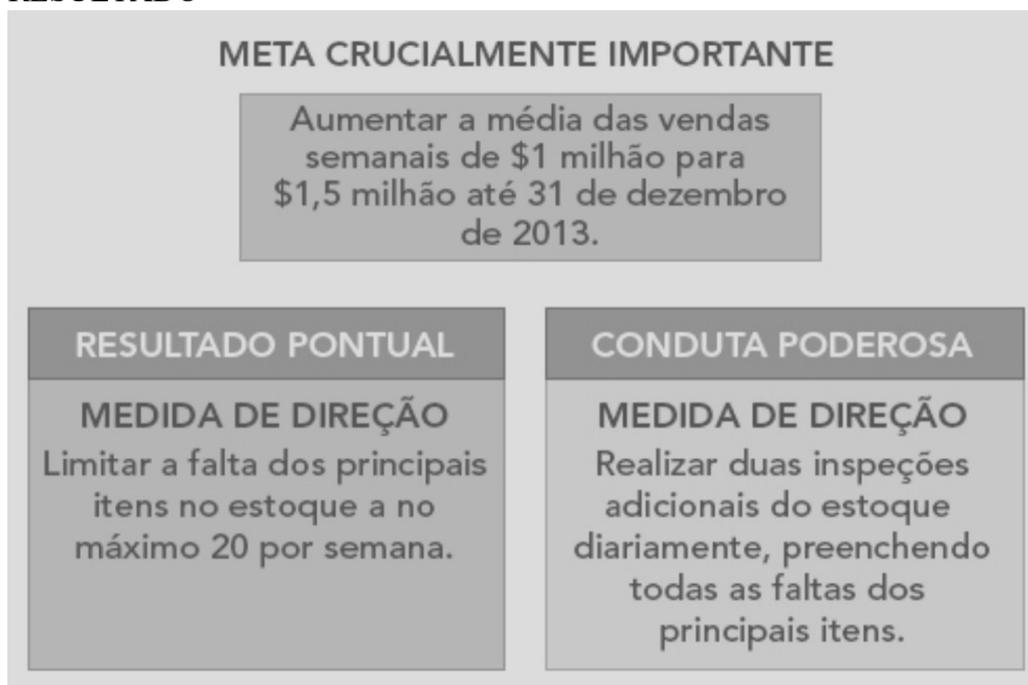 META CRUCIALMENTE IMPORTANTE
Aumentar a média das vendas
semanais de $1 milhão para
$1,5 milhão até 31 de dezembro
de 2013.
RESULTADO PONTUAL
MEDIDA DE DIREÇÃO
Limitar a falta dos principais
itens no estoque a no
máximo 20 por semana.
CONDUTA PODEROSA
MEDIDA DE DIREÇÃO
Realizar duas inspeções
adicionais do estoque
diariamente, preenchendo
todas as faltas dos
principais itens.